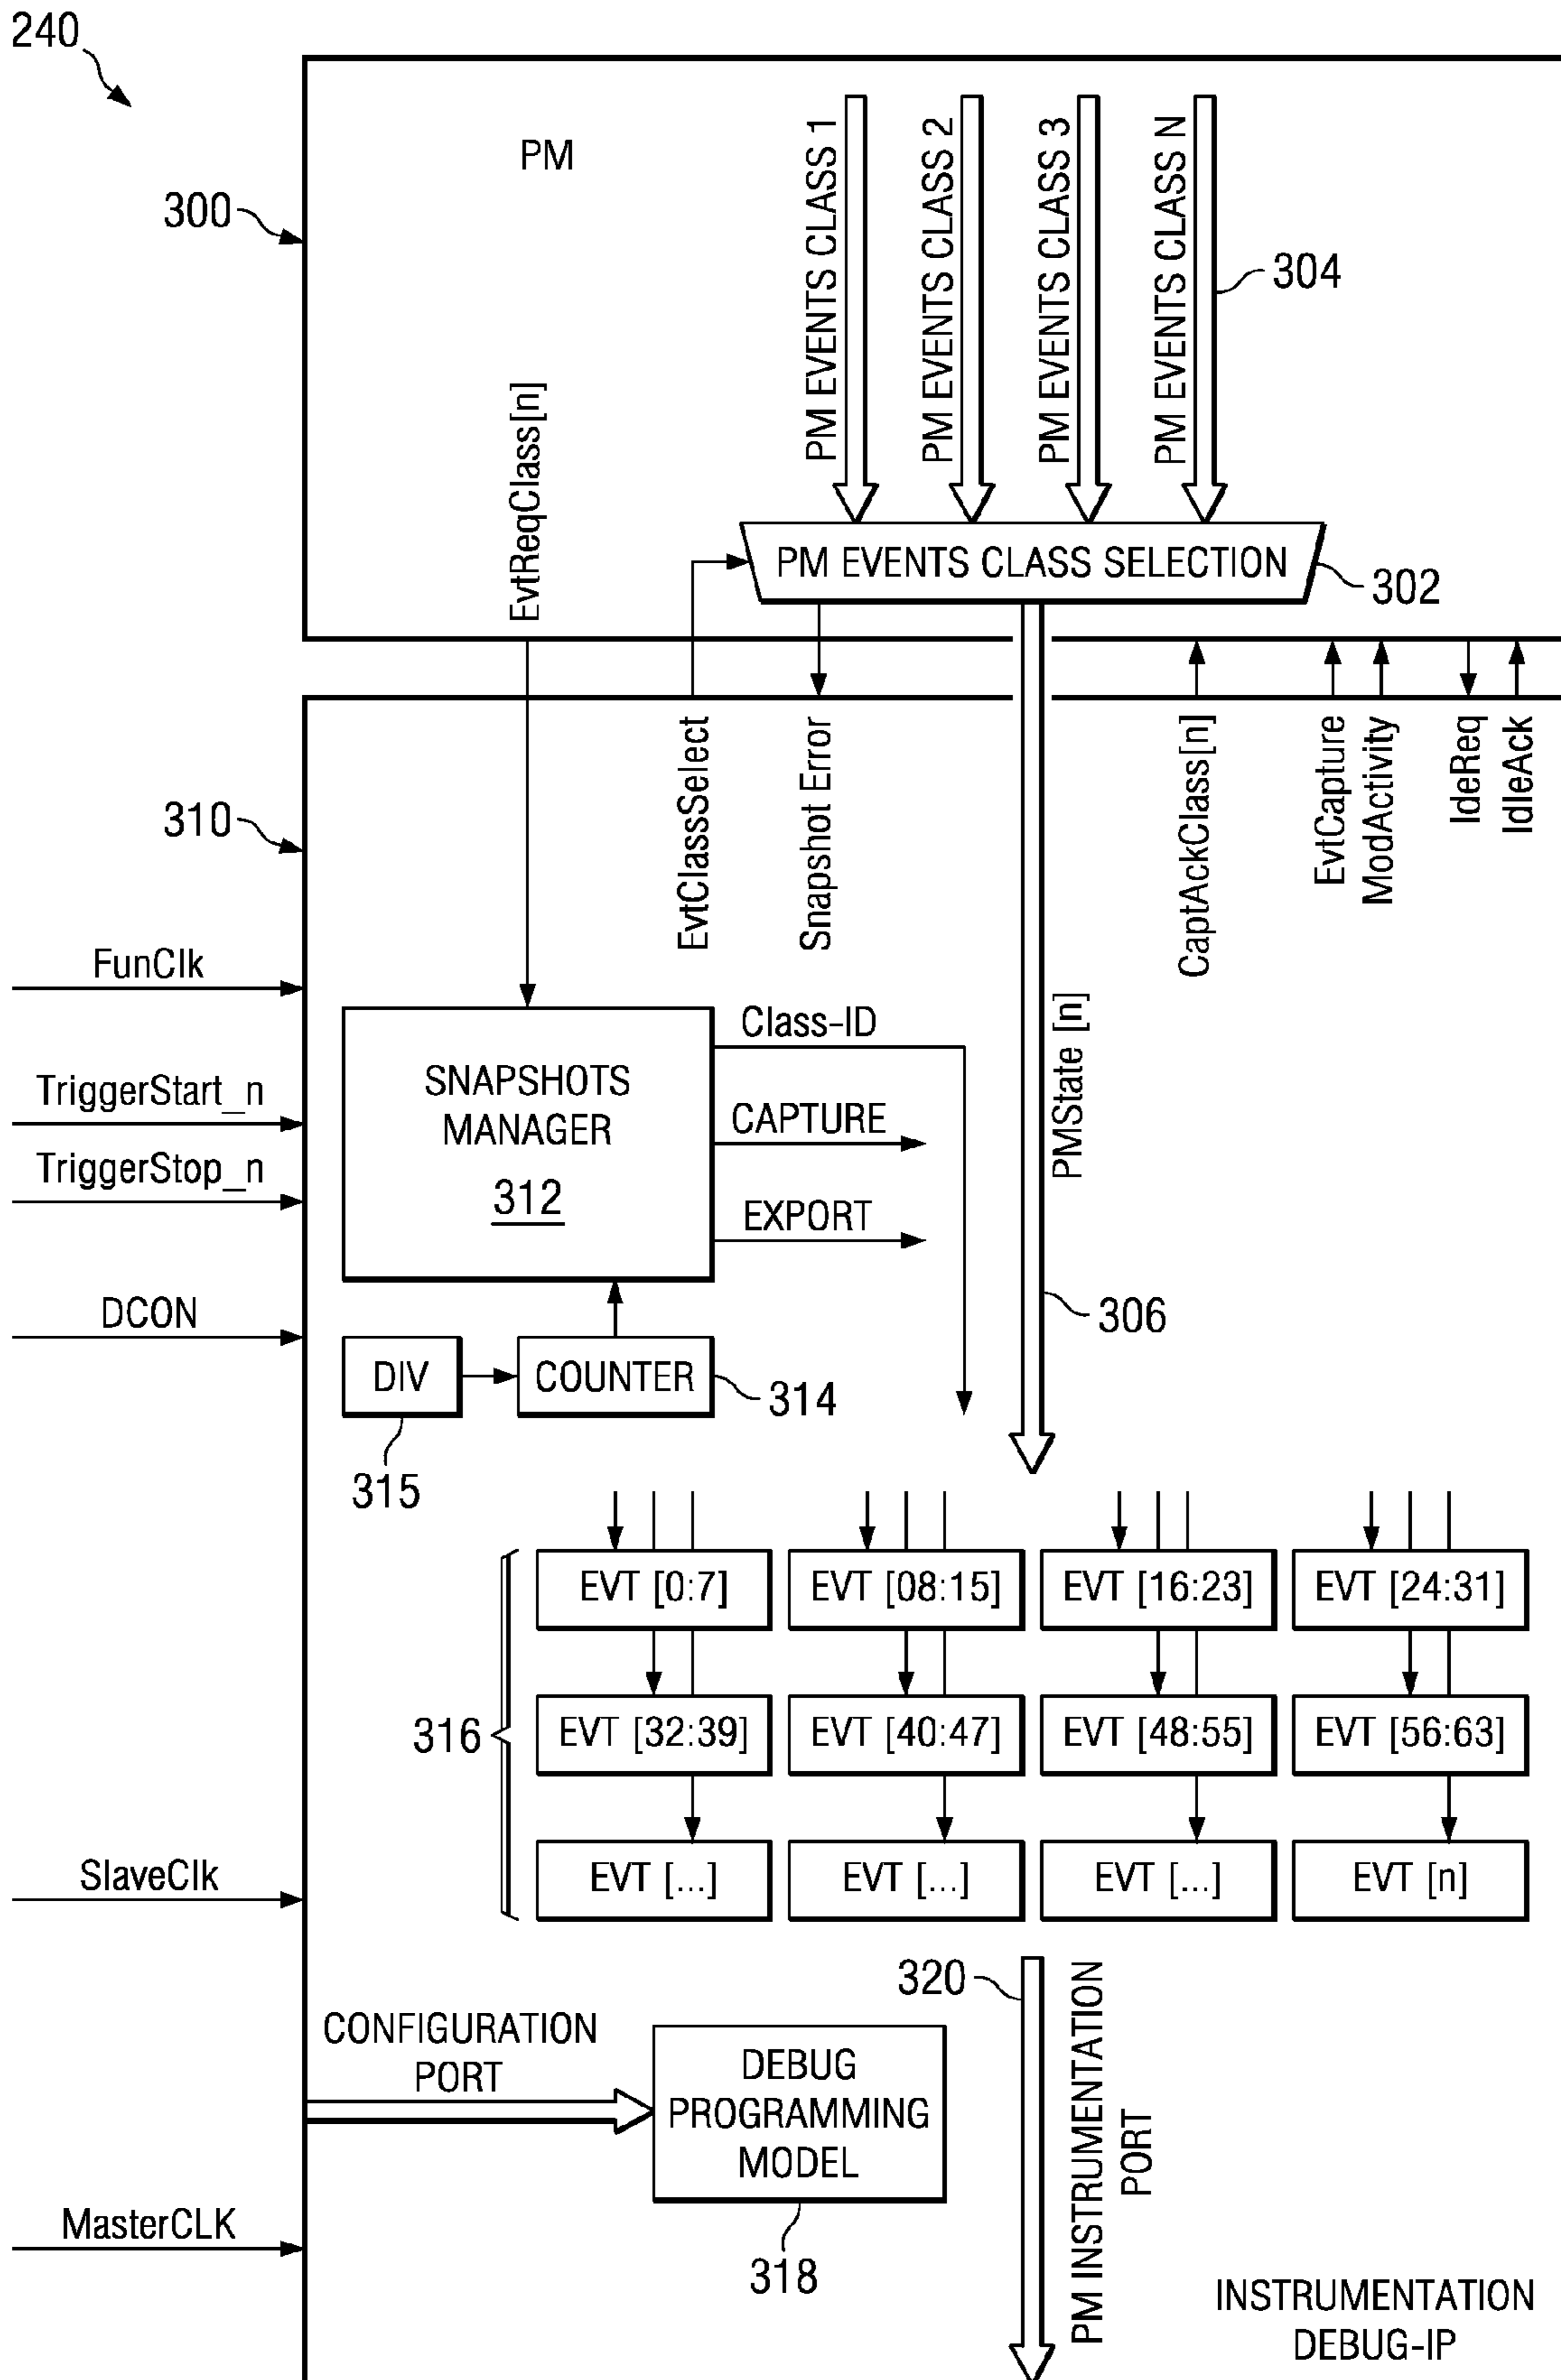 240
PM
300
PM EVENTS CLASS 1
PM EVENTS CLASS 2
PM EVENTS CLASS 3
PM EVENTS CLASS N
304
EvtReqClass[n]
PM EVENTS CLASS SELECTION
302
310
EvtClassSelect
Snapshot Error
CaptAckClass[n]
EvtCapture
ModActivity
IdeReq
IdleAck
FunClk
TriggerStart_n
TriggerStop_n
DCON
SNAPSHOTS
MANAGER
312
Class-ID
CAPTURE
EXPORT
PMState [n]
306
DIV
COUNTER
314
315
EVT [0:7]
EVT [08:15]
EVT [16:23]
EVT [24:31]
316
EVT [32:39]
EVT [40:47]
EVT [48:55]
EVT [56:63]
EVT [...]
EVT [...]
EVT [...]
EVT [n]
SlaveClk
320
CONFIGURATION
PORT
DEBUG
PROGRAMMING
MODEL
318
PM INSTRUMENTATION
PORT
MasterCLK
INSTRUMENTATION
DEBUG-IP